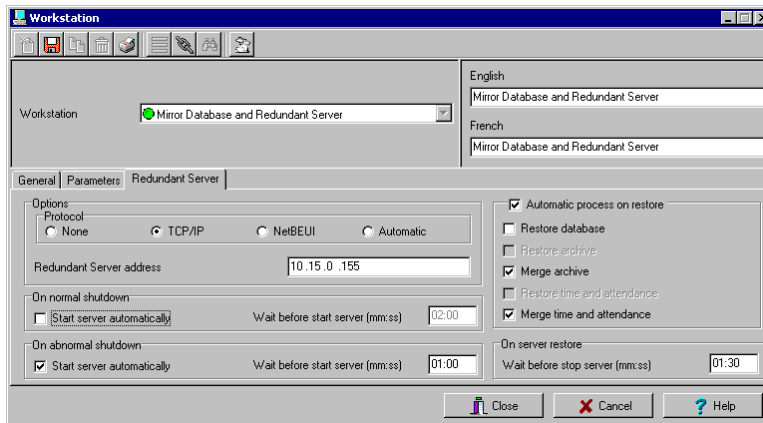 Workstation
English
Mirror Database and Redundant Server
Workstation
Mirror Database and Redundant Server
French
Mirror Database and Redundant Server
General Parameters Redundant Server
Options
Protocol
None TCP/IP NetBEUI Automatic
Redundant Server address 10 .15 .0 .155
On normal shutdown
Start server automatically Wait before start server (mm:ss) 02:00
On abnormal shutdown
Start server automatically Wait before start server (mm:ss) 01:00
Automatic process on restore
Restore database
Restore archive
Merge archive
Restore time and attendance
Merge time and attendance
On server restore
Wait before stop server (mm:ss) 01:30
Close Cancel Help